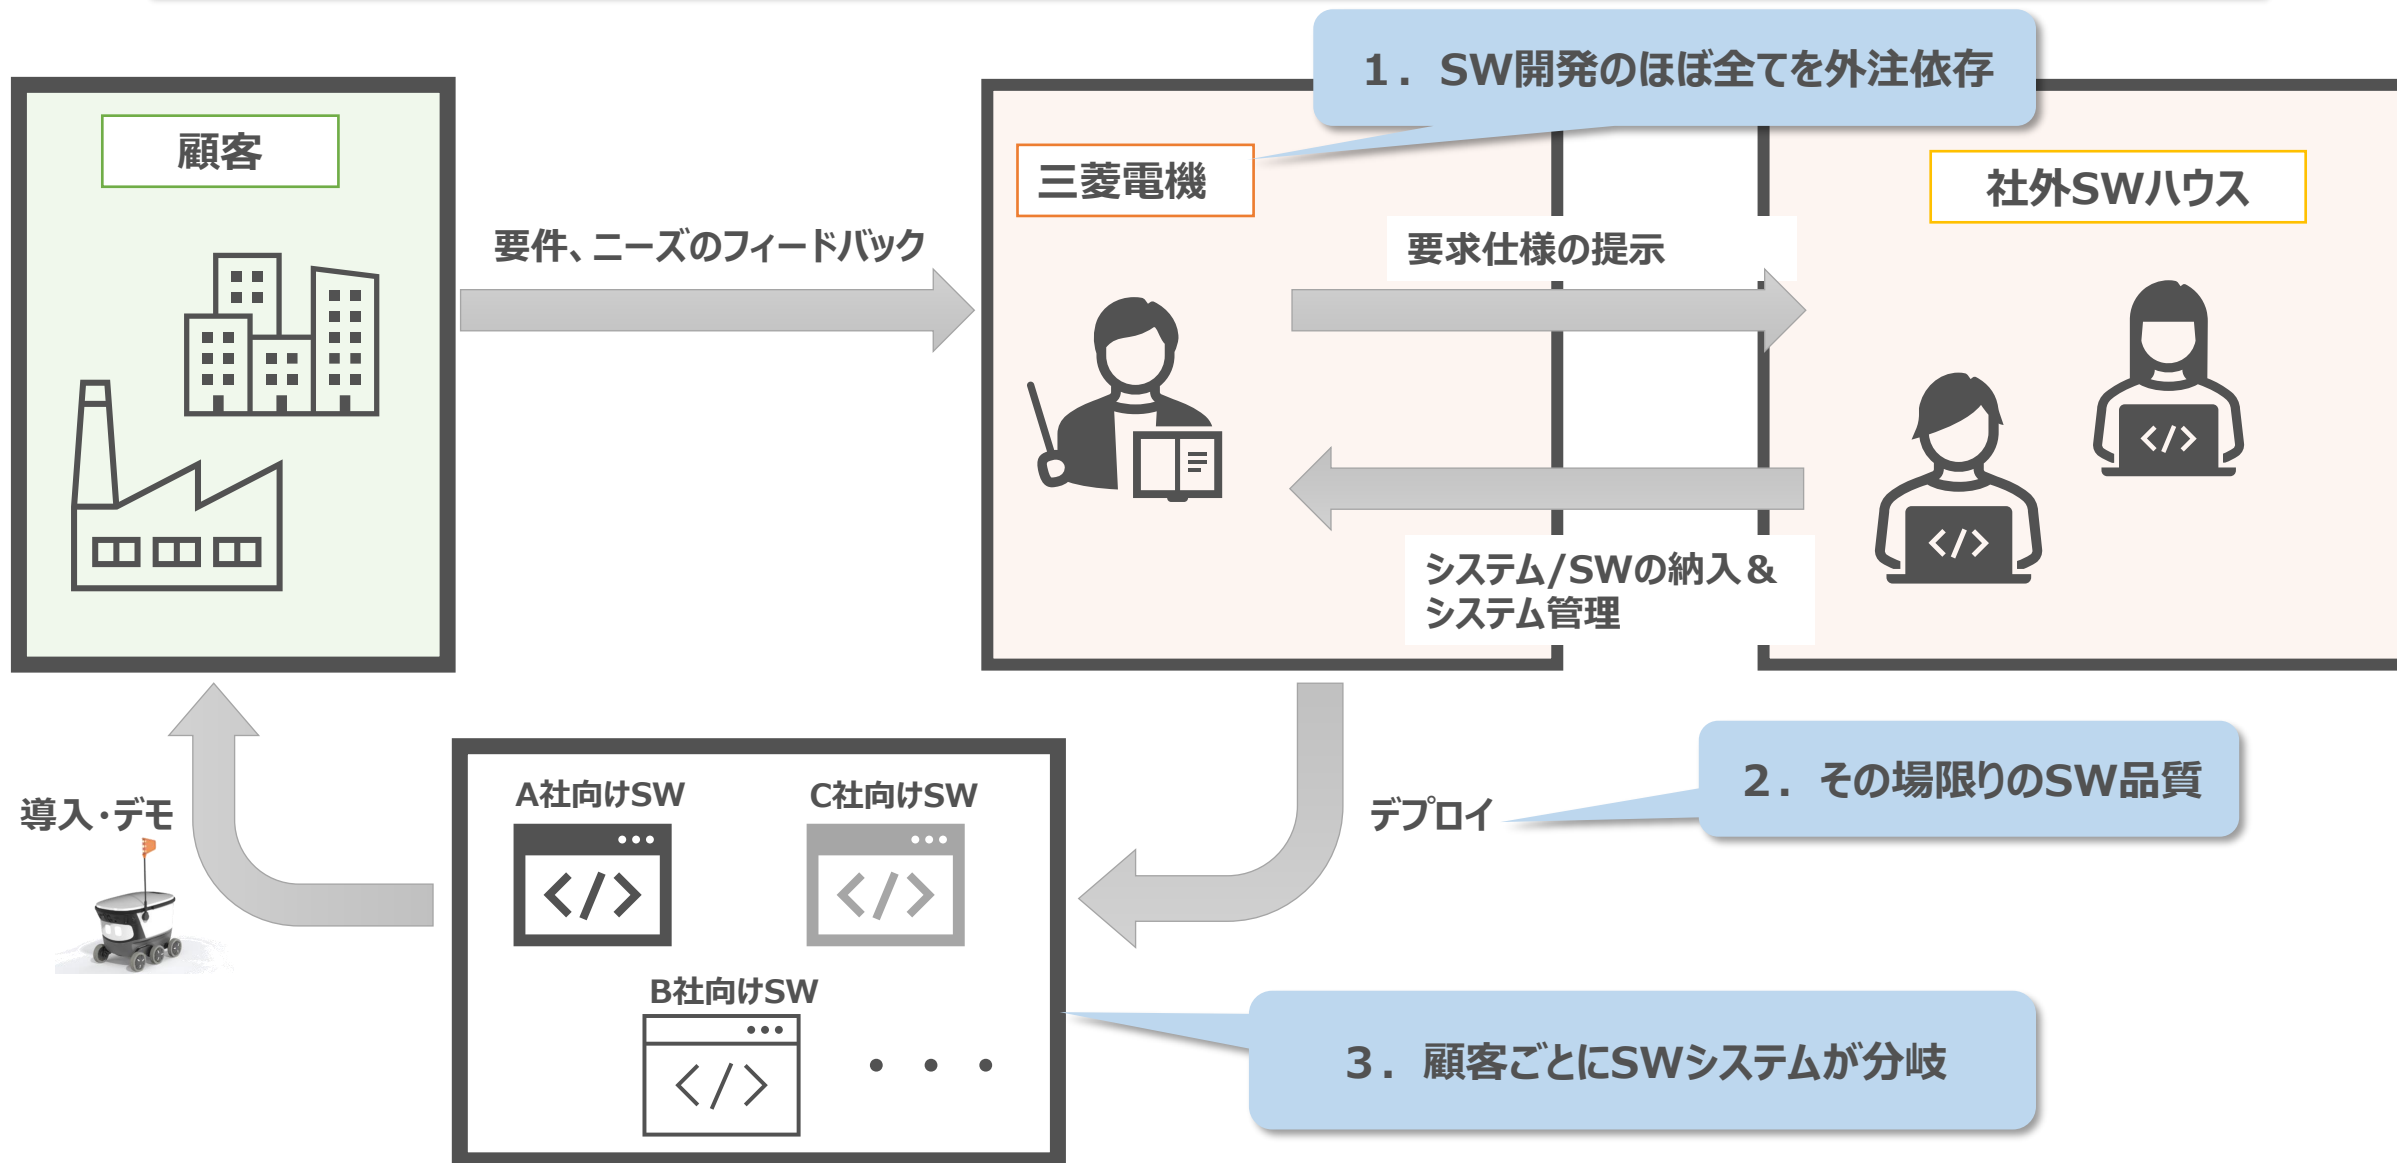 1．SW開発のほぼ全てを外注依存
顧客
三菱電機
社外SWハウス
要件、ニーズのフィードバック
要求仕様の提示
</>
</>
システム/SWの納入＆
システム管理
導入・デモ
A社向けSW
C社向けSW
</>
</>
デプロイ
2．その場限りのSW品質
B社向けSW
</>
・・・
3．顧客ごとにSWシステムが分岐